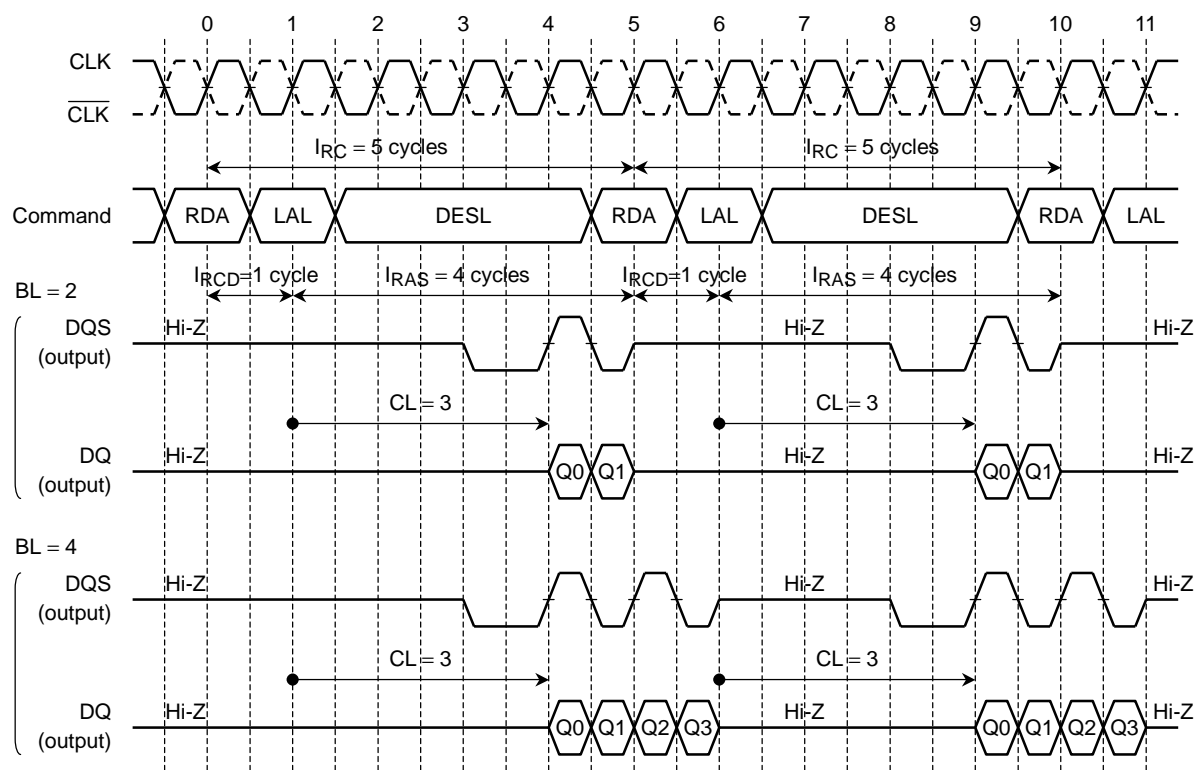 0 1 2 3 4 5 6 7 8 9 10 11
CLK
CLK
IRC = 5 cycles IRC = 5 cycles
Command RDA LAL DESL RDA LAL DESL RDA LAL
IRCD=1 cycle IRAS = 4 cycles IRCD=1 cycle IRAS = 4 cycles
BL = 2
DQS Hi-Z Hi-Z Hi-Z
(output)
CL = 3 CL = 3
DQ Hi-Z Q0 Q1 Hi-Z Q0 Q1 Hi-Z
(output)
BL = 4
DQS Hi-Z Hi-Z Hi-Z
(output)
CL = 3 CL = 3
DQ Hi-Z Q0 Q1 Q2 Q3 Hi-Z Q0 Q1 Q2 Q3 Hi-Z
(output)